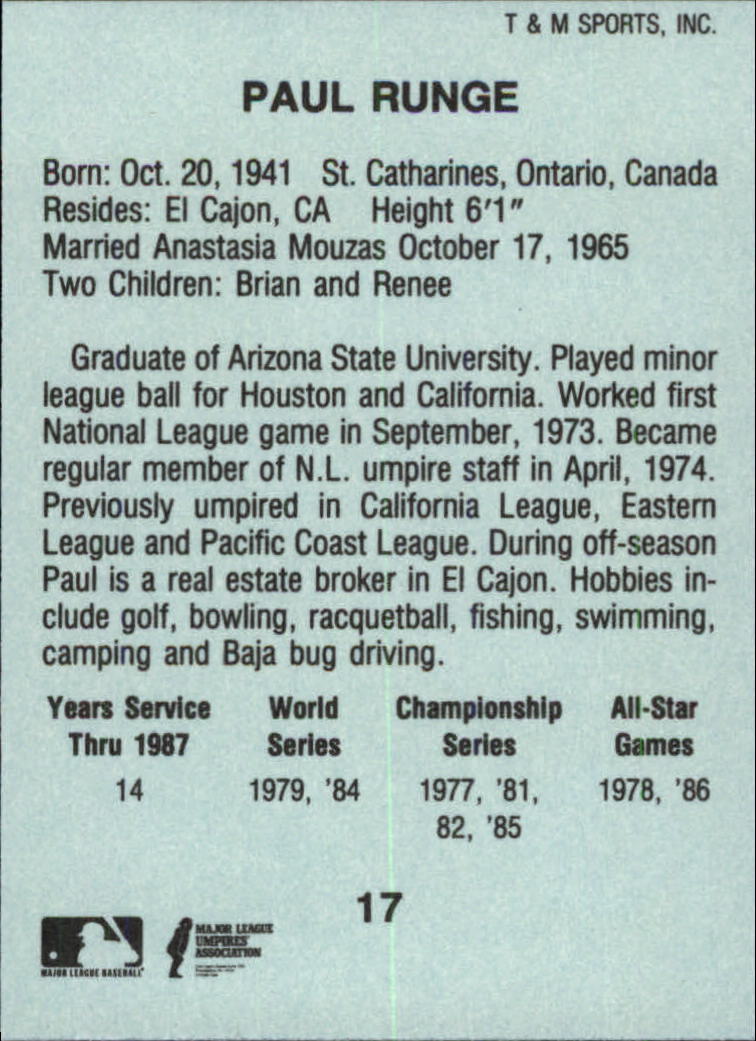 T & M SPORTS, INC.
PAUL RUNGE
Born: Oct. 20, 1941 St. Catharines, Ontario, Canada
Resides: El Cajon, CA Height 6'1"
Married Anastasia Mouzas October 17, 1965
Two Children: Brian and Renee
Graduate of Arizona State University. Played minor
league ball for Houston and California. Worked first
National League game in September, 1973. Became
regular member of N.L. umpire staff in April, 1974.
Previously umpired in California League, Eastern
League and Pacific Coast League. During off-season
Paul is a real estate broker in El Cajon. Hobbies in-
clude golf, bowling, racquetball, fishing, swimming,
camping and Baja bug driving.
Years Service World Championship All-Star
Thru 1987 Series Series Games
14 1979, '84 1977, '81, 1978, '86
82, '85
17
MAJOR LEAGUE BASEBALL
MAJOR LEAGUE
UMPIRES'
ASSOCIATION